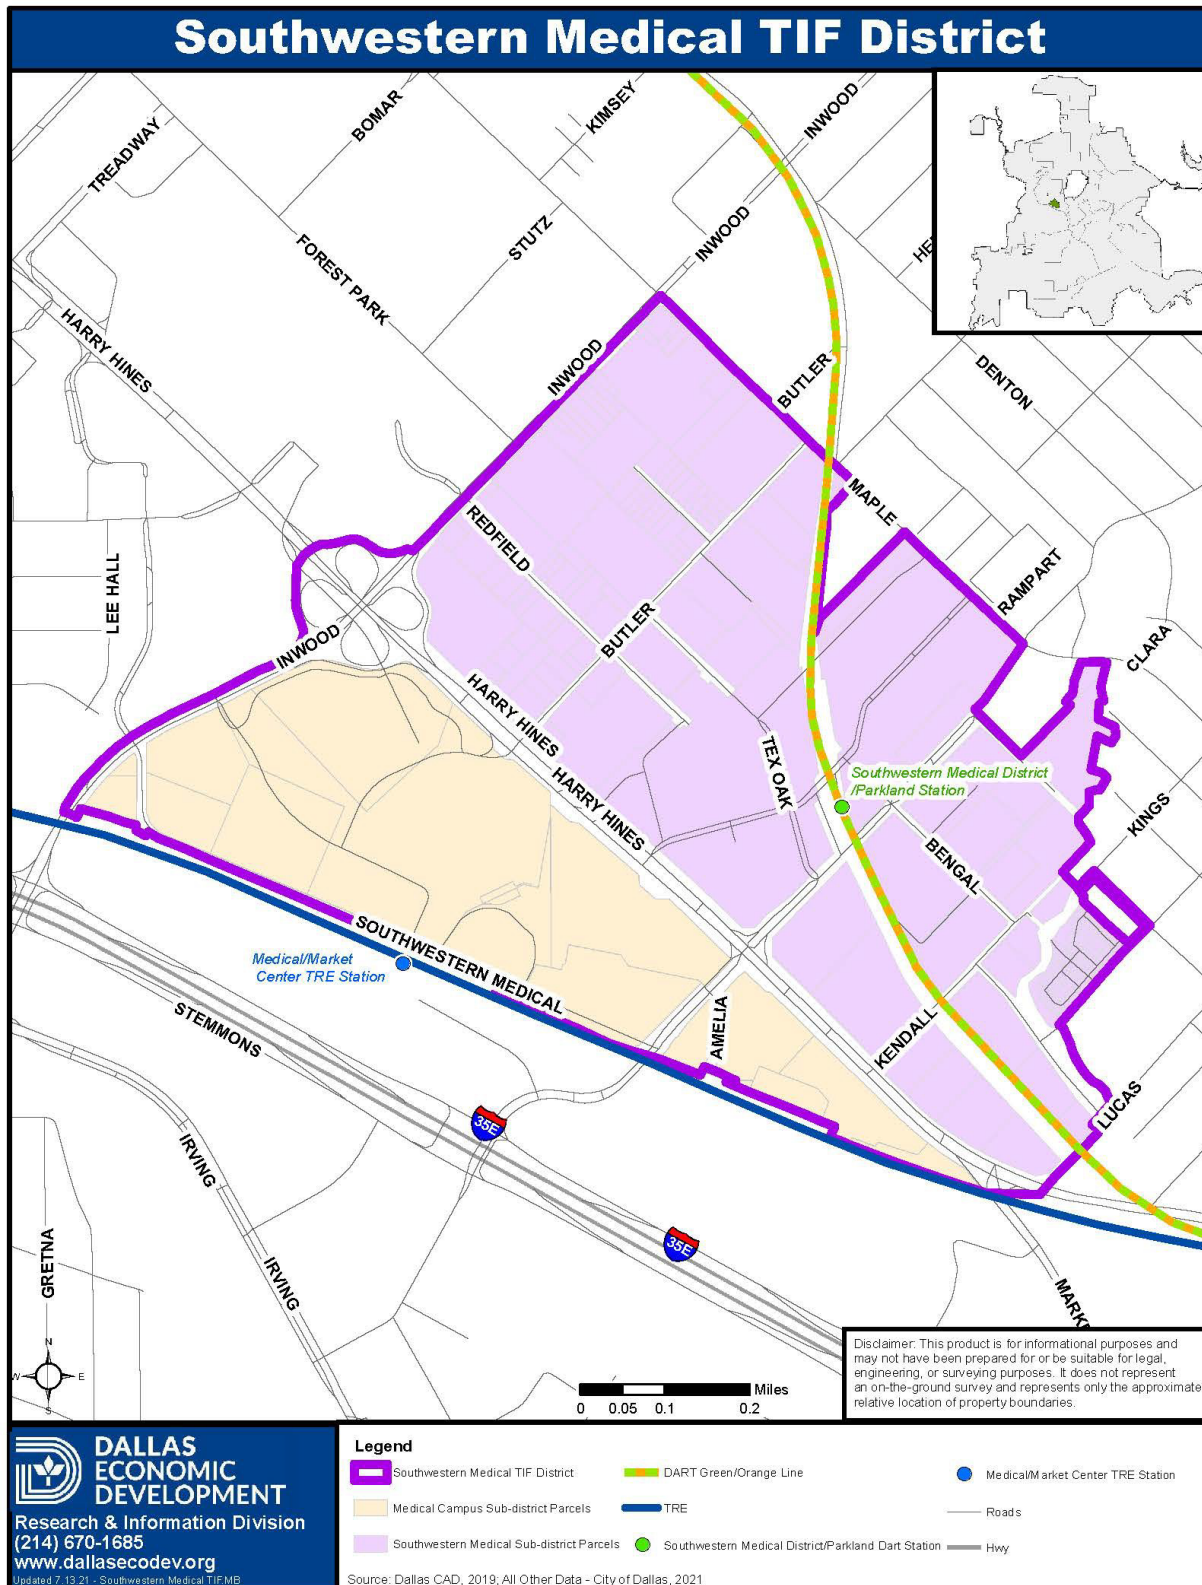 Southwestern Medical TIF District
TREADWAY
BOMAR
KIMSEY
INWOOD
FOREST PARK
STUTZ
INWOOD
HARRY HINES
INWOOD
BUTLER
DENTON
MAPLE
REDFIELD
RAMPART
LEE HALL
BUTLER
CLARA
INWOOD
HARRY HINES
HARRY HINES
TEX OAK
Southwestern Medical District
/Parkland Station
KINGS
BENGAL
SOUTHWESTERN MEDICAL
Medical/Market
Center TRE Station
STEMMONS
AMELIA
KENDALL
LUCAS
35E
IRVING
35E
GRETNA
IRVING
N
W
E
S
Miles
0 0.05 0.1 0.2
Disclaimer: This product is for informational purposes and
may not have been prepared for or be suitable for legal,
engineering, or surveying purposes. It does not represent
an on-the-ground survey and represents only the approximate
relative location of property boundaries.
DALLAS
ECONOMIC
DEVELOPMENT
Research & Information Division
(214) 670-1685
www.dallasecodev.org
Updated 7.13.21 - Southwestern Medical TIF.MB
Legend
Southwestern Medical TIF District
Medical Campus Sub-district Parcels
Southwestern Medical Sub-district Parcels
DART Green/Orange Line
TRE
Southwestern Medical District/Parkland Dart Station
Medical/Market Center TRE Station
Roads
Hwy
Source: Dallas CAD, 2019; All Other Data - City of Dallas, 2021